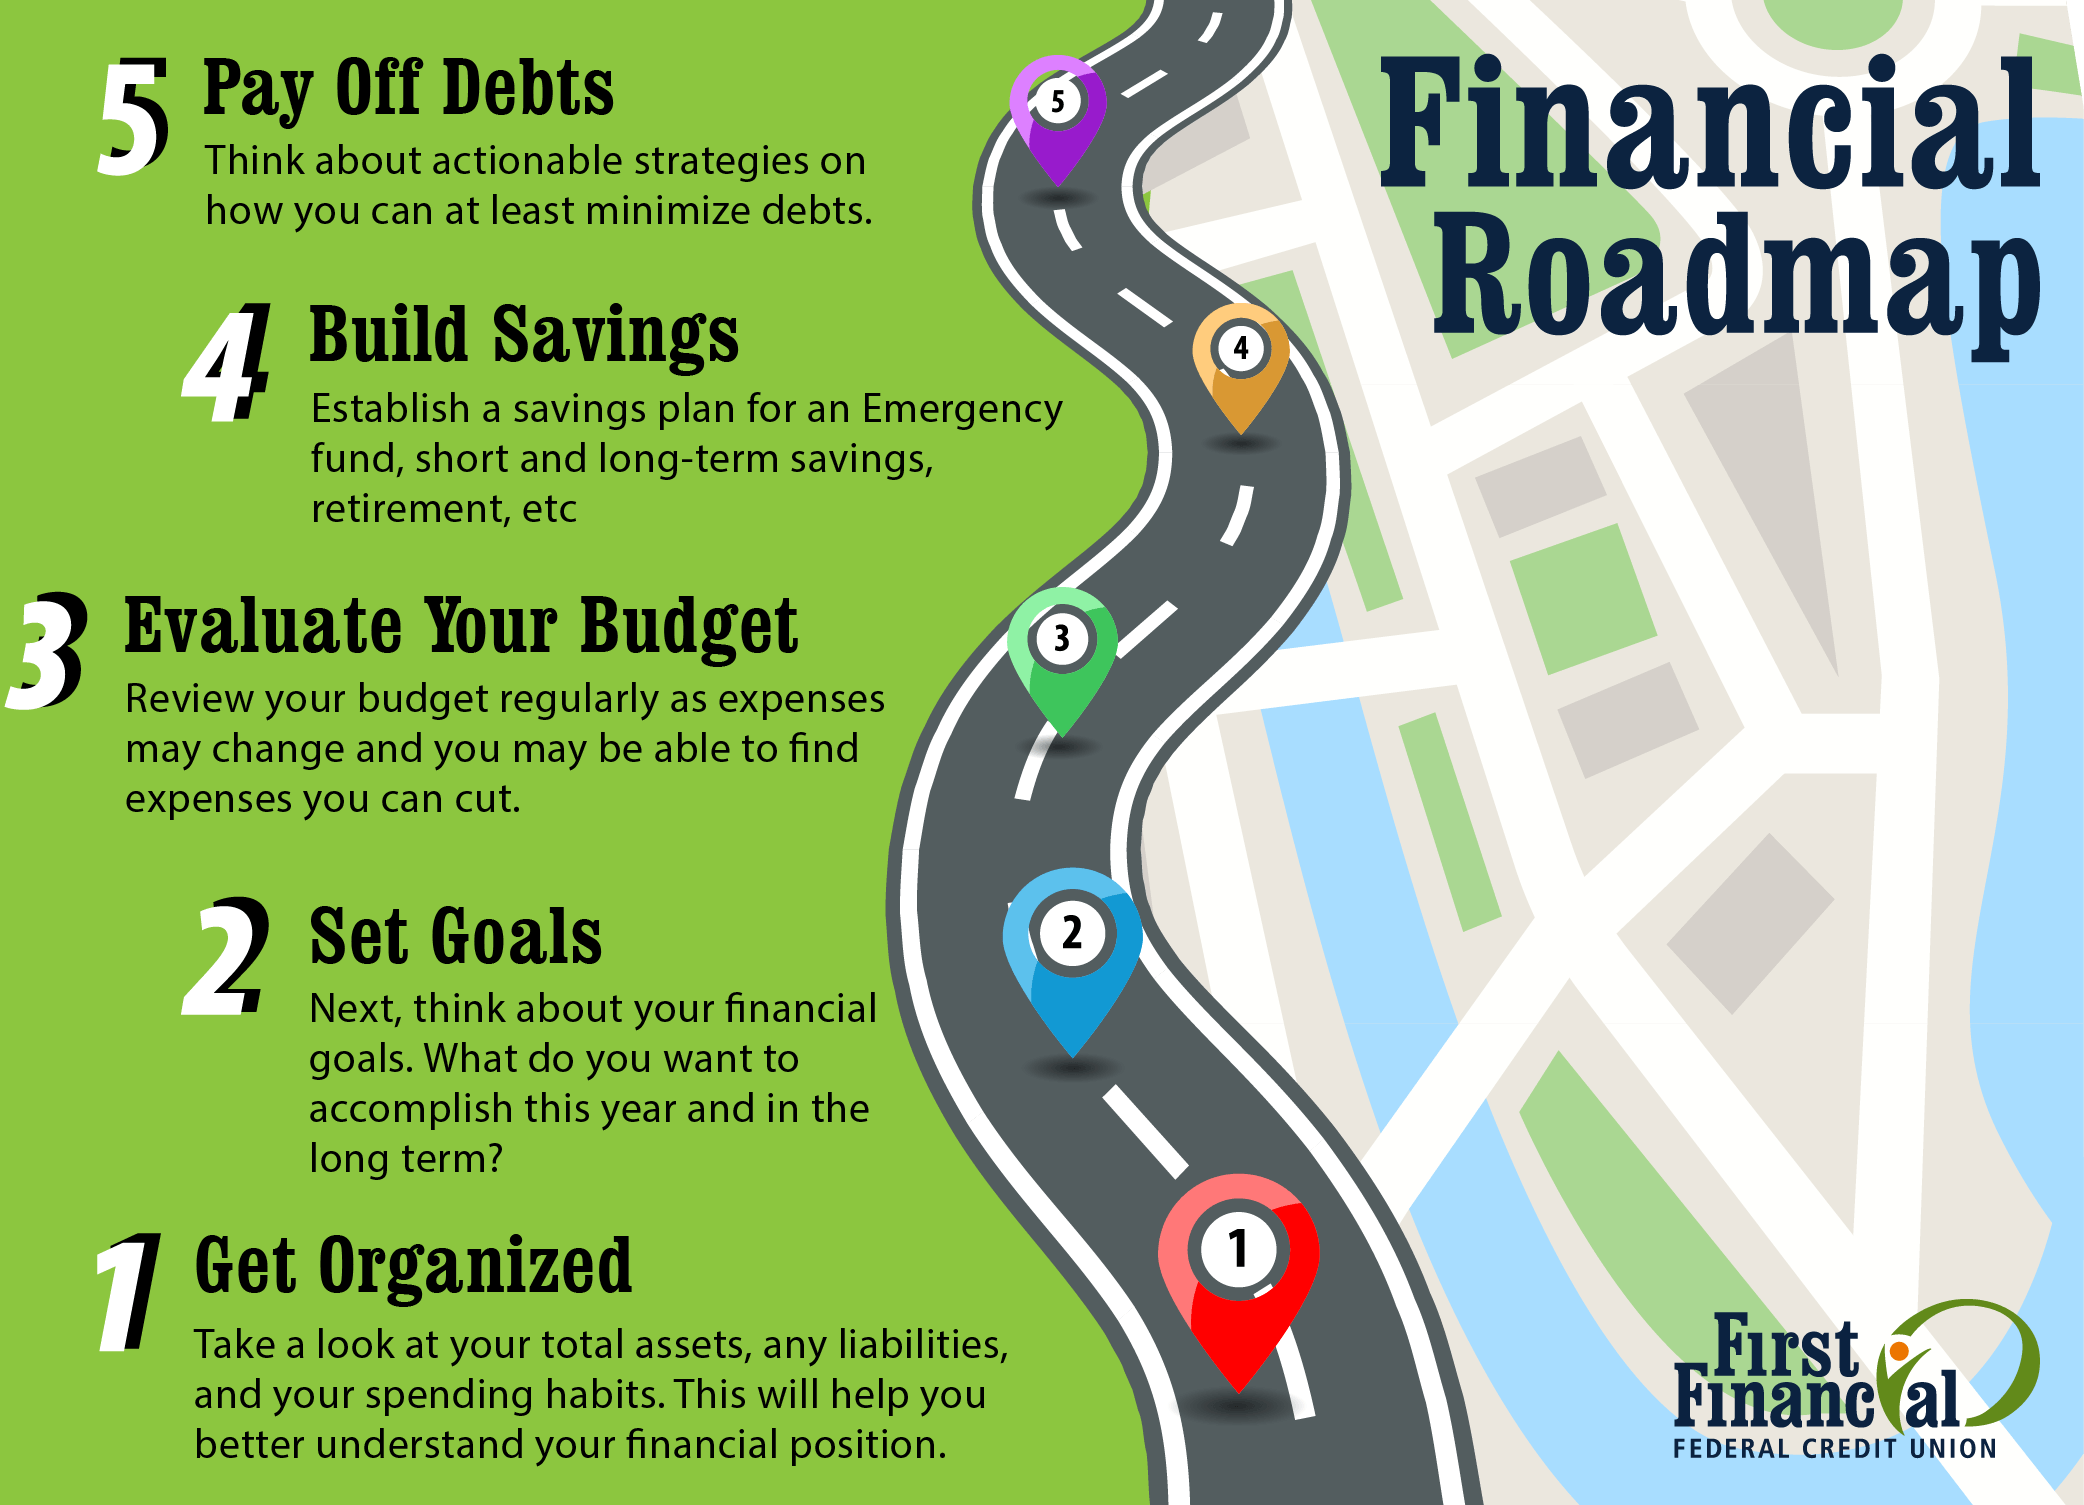 Financial
Roadmap
5
Pay Off Debts
Think about actionable strategies on
how you can at least minimize debts.
4
Build Savings
Establish a savings plan for an Emergency
fund, short and long-term savings,
retirement, etc
3
Evaluate Your Budget
Review your budget regularly as expenses
may change and you may be able to find
expenses you can cut.
2
Set Goals
Next, think about your financial
goals. What do you want to
accomplish this year and in the
long term?
1
Get Organized
Take a look at your total assets, any liabilities,
and your spending habits. This will help you
better understand your financial position.
5
4
3
2
1
First
Financial
FEDERAL CREDIT UNION